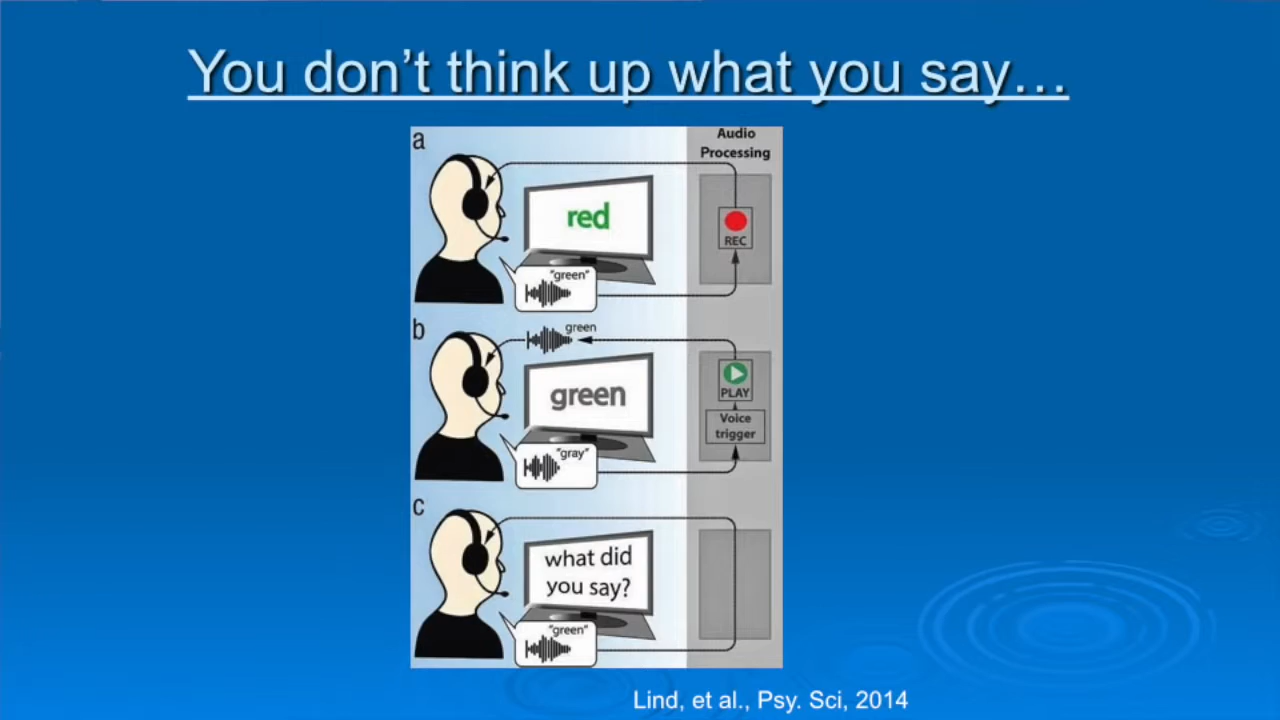 You don't think up what you say…
a
Audio
Processing
red
REC
"green"
b
green
green
PLAY
Voice
trigger
"gray"
c
what did
you say?
"green"
Lind, et al., Psy. Sci, 2014